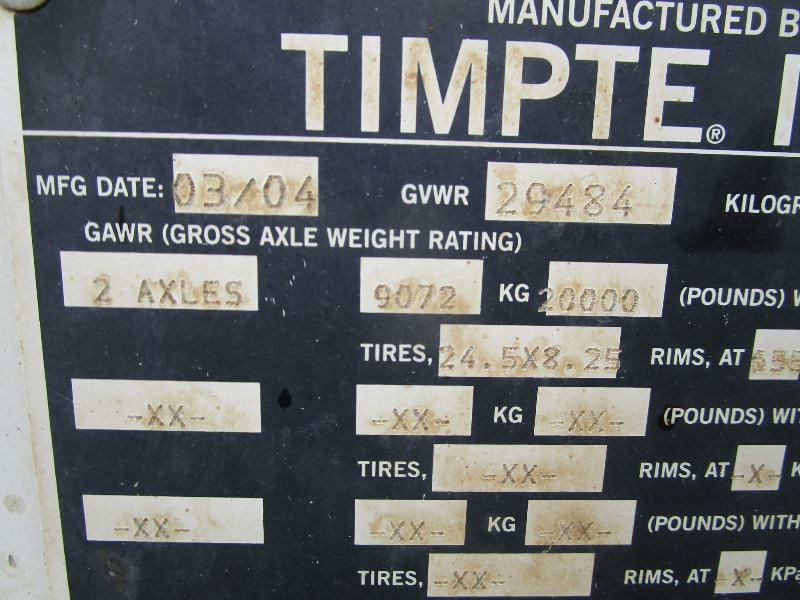 MANUFACTURED B
TIMPTE®
MFG DATE: 03/04 GVWR 29484 KILOGR
GAWR (GROSS AXLE WEIGHT RATING)
2 AXLES 9072 KG 20000 (POUNDS) W
TIRES, 24.5X8.25 RIMS, AT
-XX- -XX- KG -XX- (POUNDS) WIT
TIRES, -XX- RIMS, AT -X- K
-XX- -XX- KG -XX- (POUNDS) WITH
TIRES, -XX- RIMS, AT -X- KPa